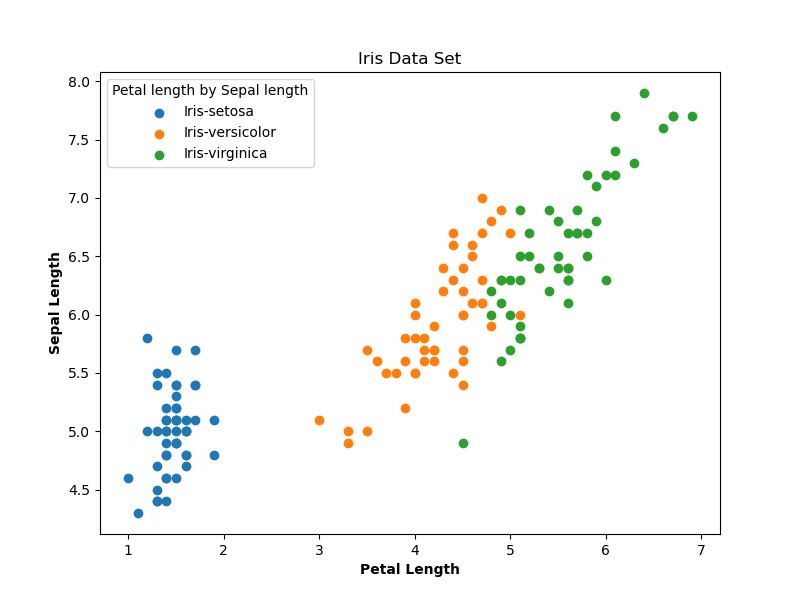 Iris Data Set
Petal length by Sepal length
Iris-setosa
Iris-versicolor
Iris-virginica
Sepal Length
8.0
7.5
7.0
6.5
6.0
5.5
5.0
4.5
1 2 3 4 5 6 7
Petal Length